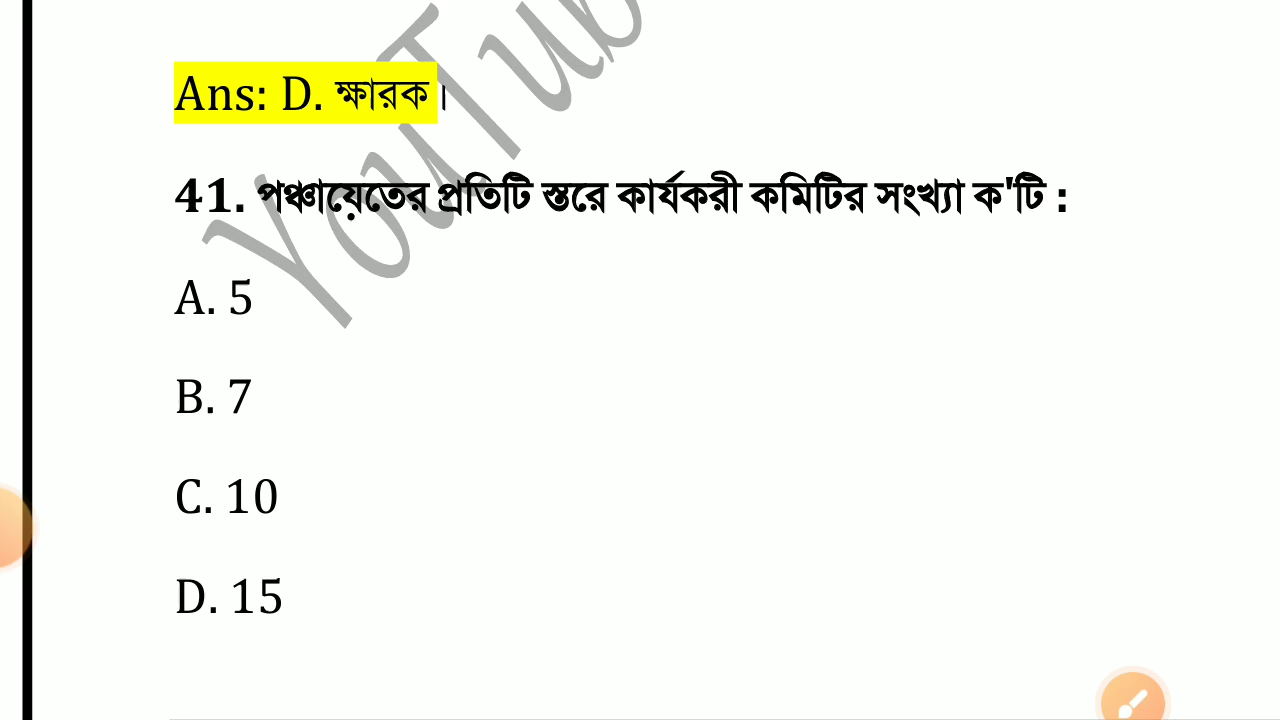 Ans: D. ক্ষারক।
41. পঞ্চায়েতের প্রতিটি স্তরে কার্যকরী কমিটির সংখ্যা ক'টি :
A. 5
B. 7
C. 10
D. 15